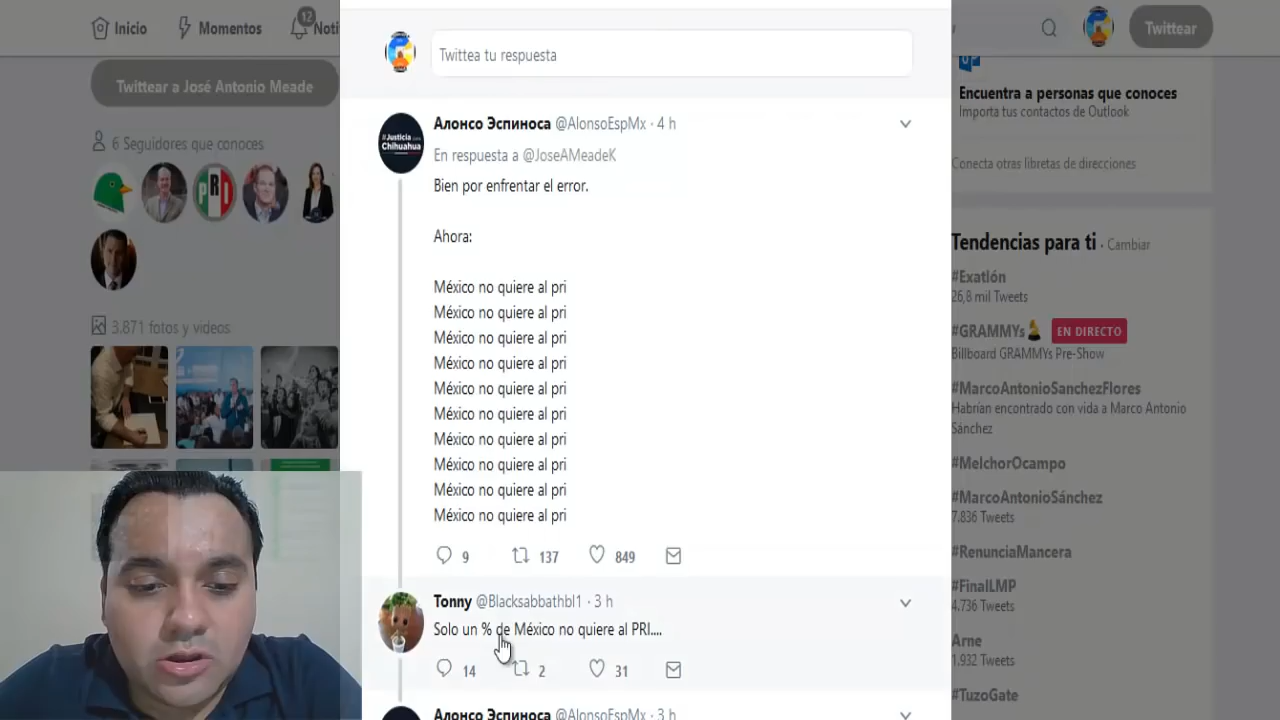 Inicio
Momentos
12
Noti
Twittear
Twittear a José Antonio Meade
6 Seguidores que conoces
PRI
3.871 fotos y videos
Twittea tu respuesta
#Justicia
Chihuahua
Алонсо Эспиноса @AlonsoEspMx · 4 h
En respuesta a @JoseAMeadeK
Bien por enfrentar el error.
Ahora:
México no quiere al pri
México no quiere al pri
México no quiere al pri
México no quiere al pri
México no quiere al pri
México no quiere al pri
México no quiere al pri
México no quiere al pri
México no quiere al pri
México no quiere al pri
9 137 849
Tonny @Blacksabbathbl1 · 3 h
Solo un % de México no quiere al PRI....
14 2 31
Алонсо Эспиноса @AlonsoEspMx · 3 h
Encuentra a personas que conoces
Importa tus contactos de Outlook
Conecta otras libretas de direcciones
Tendencias para ti · Cambiar
#Exatlón
26,8 mil Tweets
#GRAMMYs EN DIRECTO
Billboard GRAMMYs Pre-Show
#MarcoAntonioSanchezFlores
Habrían encontrado con vida a Marco Antonio
Sánchez
#MelchorOcampo
#MarcoAntonioSánchez
7.836 Tweets
#RenunciaMancera
#FinalLMP
4.736 Tweets
Arne
1.932 Tweets
#TuzoGate